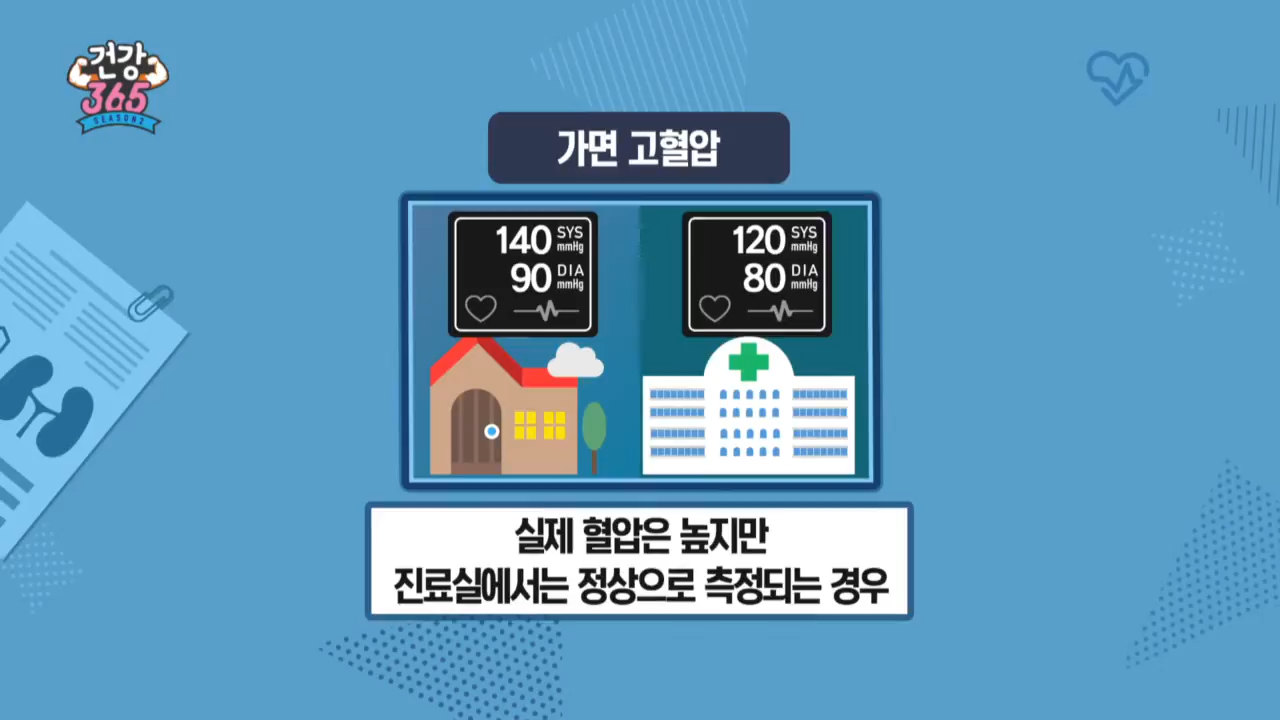 건강
365
SEASON2
가면 고혈압
140 SYS mmHg
90 DIA mmHg
120 SYS mmHg
80 DIA mmHg
실제 혈압은 높지만
진료실에서는 정상으로 측정되는 경우